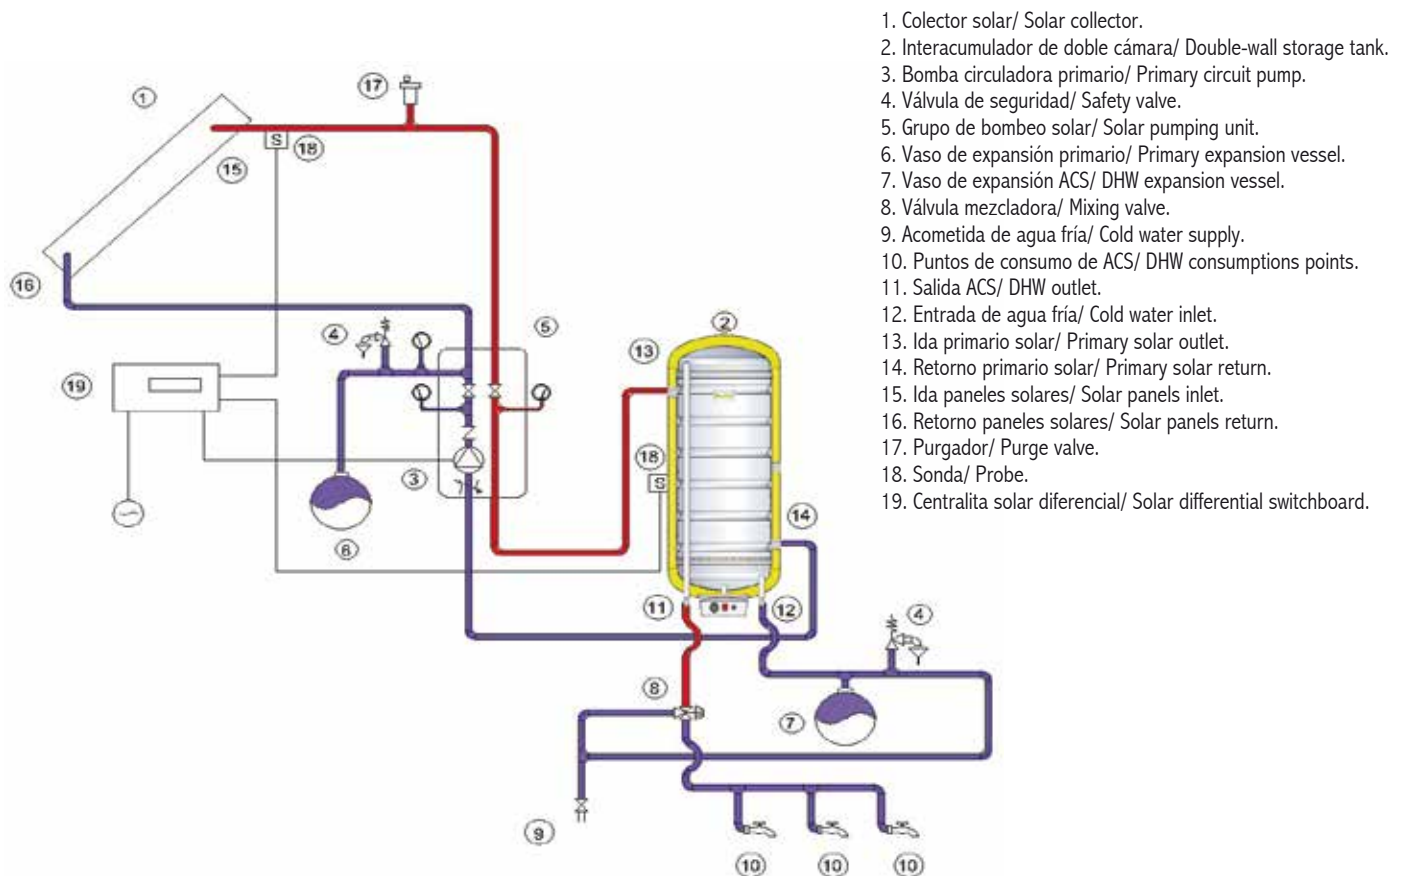 1. Colector solar/ Solar collector.
2. Interacumulador de doble cámara/ Double-wall storage tank.
3. Bomba circuladora primario/ Primary circuit pump.
4. Válvula de seguridad/ Safety valve.
5. Grupo de bombeo solar/ Solar pumping unit.
6. Vaso de expansión primario/ Primary expansion vessel.
7. Vaso de expansión ACS/ DHW expansion vessel.
8. Válvula mezcladora/ Mixing valve.
9. Acometida de agua fría/ Cold water supply.
10. Puntos de consumo de ACS/ DHW consumptions points.
11. Salida ACS/ DHW outlet.
12. Entrada de agua fría/ Cold water inlet.
13. Ida primario solar/ Primary solar outlet.
14. Retorno primario solar/ Primary solar return.
15. Ida paneles solares/ Solar panels inlet.
16. Retorno paneles solares/ Solar panels return.
17. Purgador/ Purge valve.
18. Sonda/ Probe.
19. Centralita solar diferencial/ Solar differential switchboard.
17
1
S
18
15
16
4
5
2
13
19
18
S
3
14
6
11
12
4
8
7
9
10
10
10